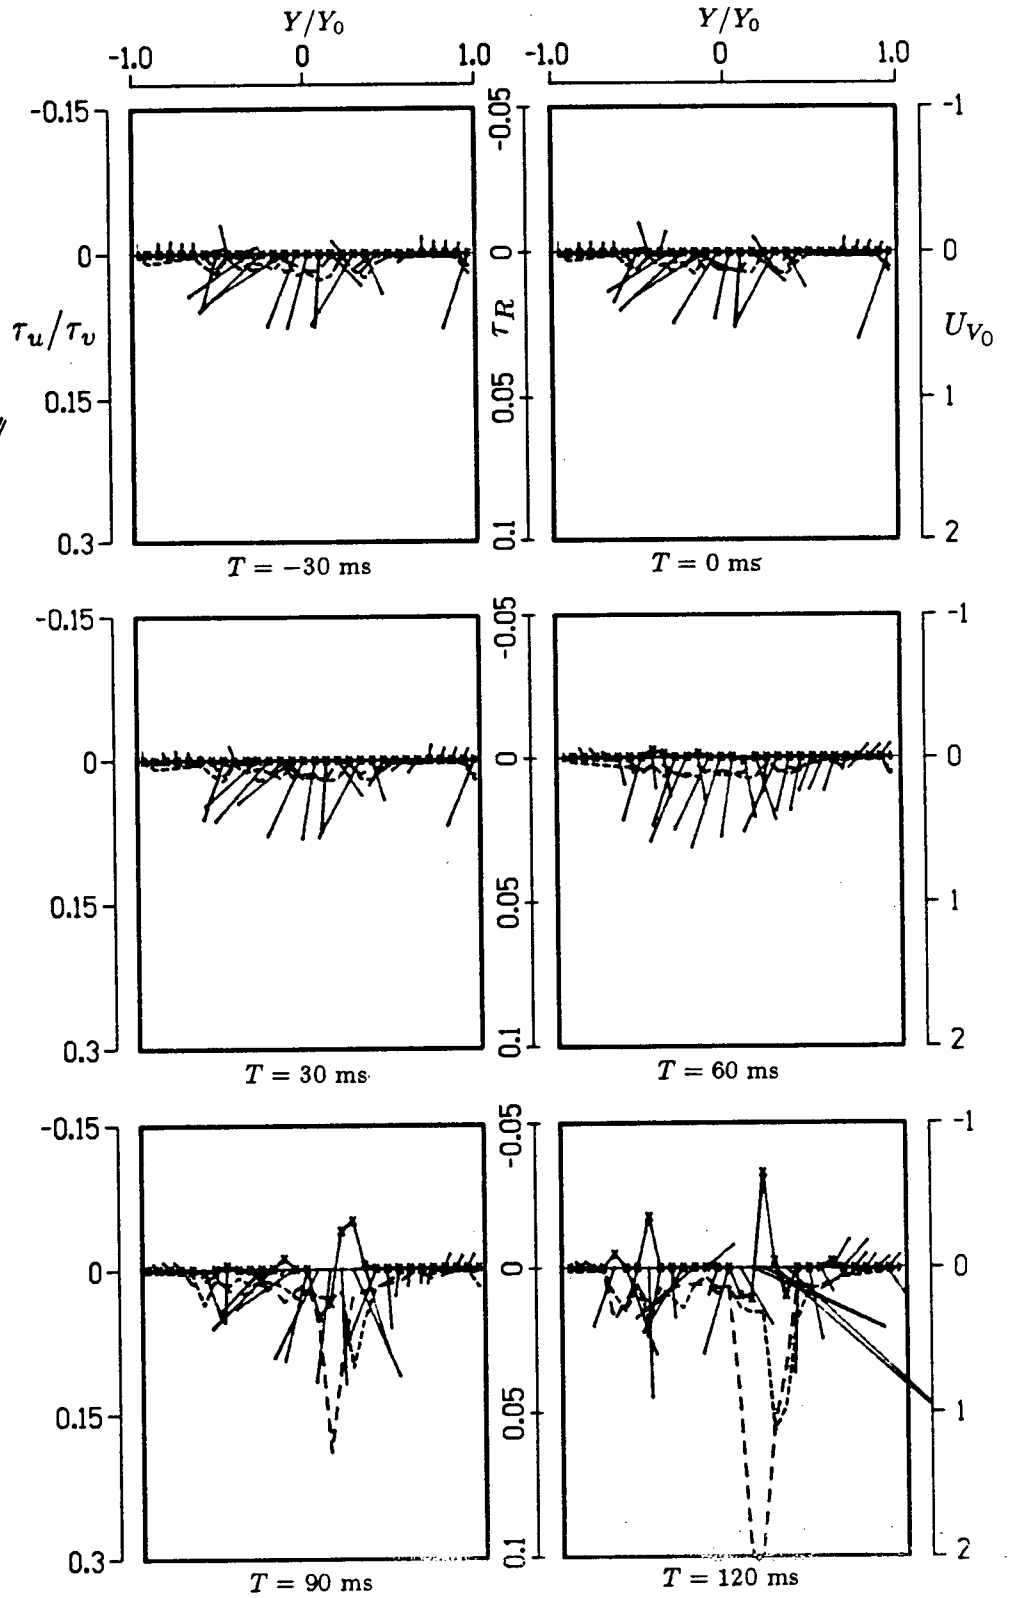 Y/Y₀ Y/Y₀
-1.0 0 1.0 -1.0 0 1.0
-0.15 -0.05 -1
0 0 0
τᵤ/τᵥ τR U_V₀
0.15 0.05 1
0.3 0.1 2
T = −30 ms T = 0 ms
-0.15 -0.05 -1
0 0 0
0.15 0.05 1
0.3 0.1 2
T = 30 ms T = 60 ms
-0.15 -0.05 -1
0 0 0
0.15 0.05 1
0.3 0.1 2
T = 90 ms T = 120 ms